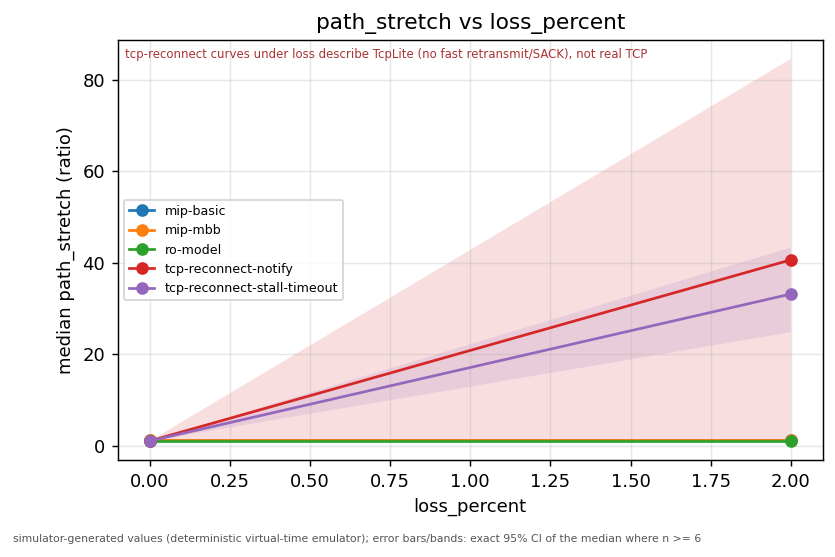 path_stretch vs loss_percent
tcp-reconnect curves under loss describe TcpLite (no fast retransmit/SACK), not real TCP
median path_stretch (ratio)
80
60
40
20
0
mip-basic
mip-mbb
ro-model
tcp-reconnect-notify
tcp-reconnect-stall-timeout
0.00 0.25 0.50 0.75 1.00 1.25 1.50 1.75 2.00
loss_percent
simulator-generated values (deterministic virtual-time emulator); error bars/bands: exact 95% CI of the median where n >= 6